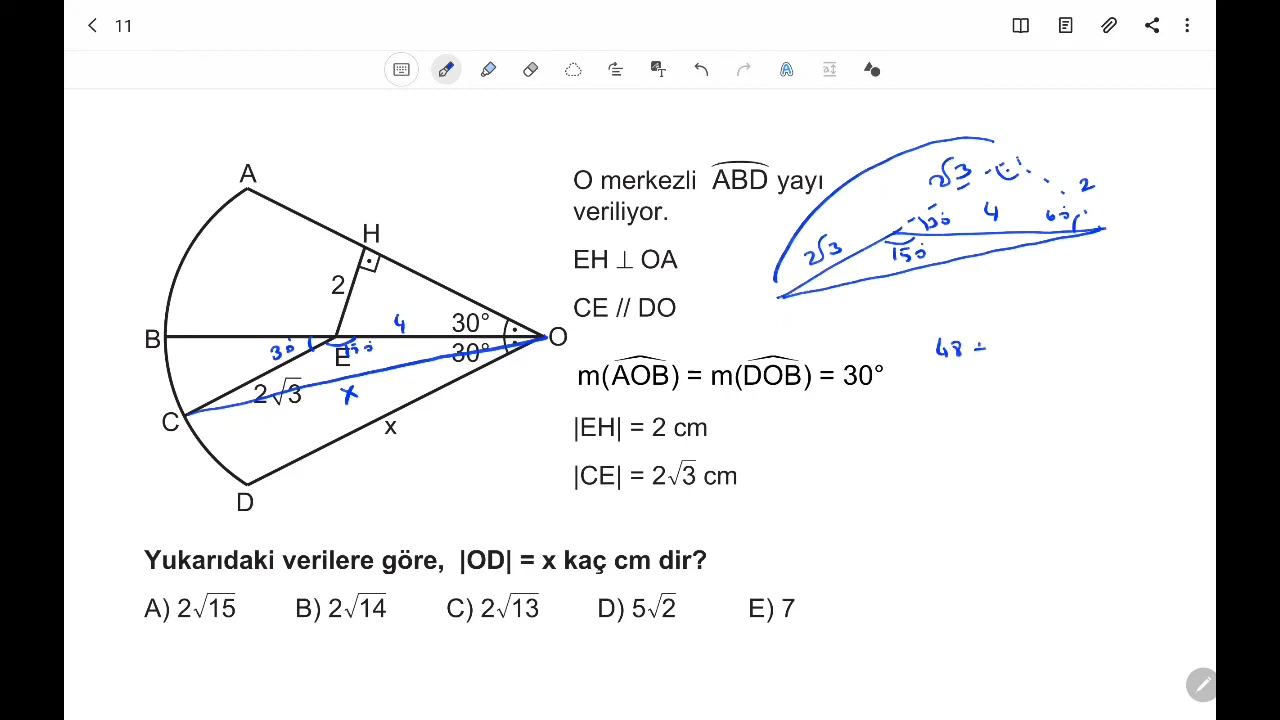 11
A
H
2
B
4
30°
O
30
150
E
30°
2√3
x
x
C
D
O merkezli ABD yayı
veriliyor.
EH ⊥ OA
CE // DO
m(AOB) = m(DOB) = 30°
|EH| = 2 cm
|CE| = 2√3 cm
2√3
2
30
4
60
2√3
150
48 +
Yukarıdaki verilere göre, |OD| = x kaç cm dir?
A) 2√15 B) 2√14 C) 2√13 D) 5√2 E) 7